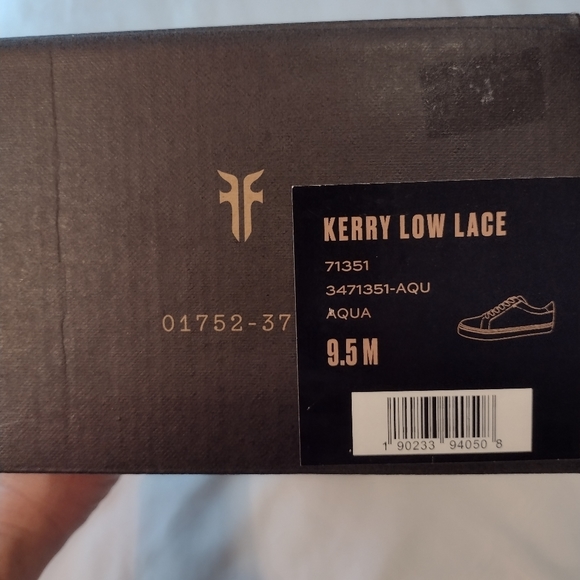 KERRY LOW LACE
71351
3471351-AQU
AQUA
9.5 M
1 90233 94050 8
01752-37